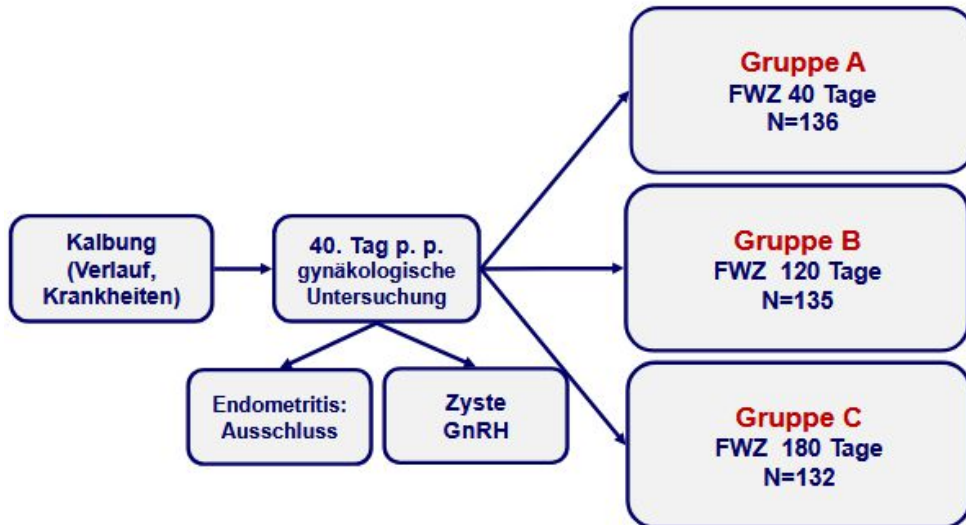 Kalbung
(Verlauf,
Krankheiten)
40. Tag p. p.
gynäkologische
Untersuchung
Endometritis:
Ausschluss
Zyste
GnRH
Gruppe A
FWZ 40 Tage
N=136
Gruppe B
FWZ 120 Tage
N=135
Gruppe C
FWZ 180 Tage
N=132